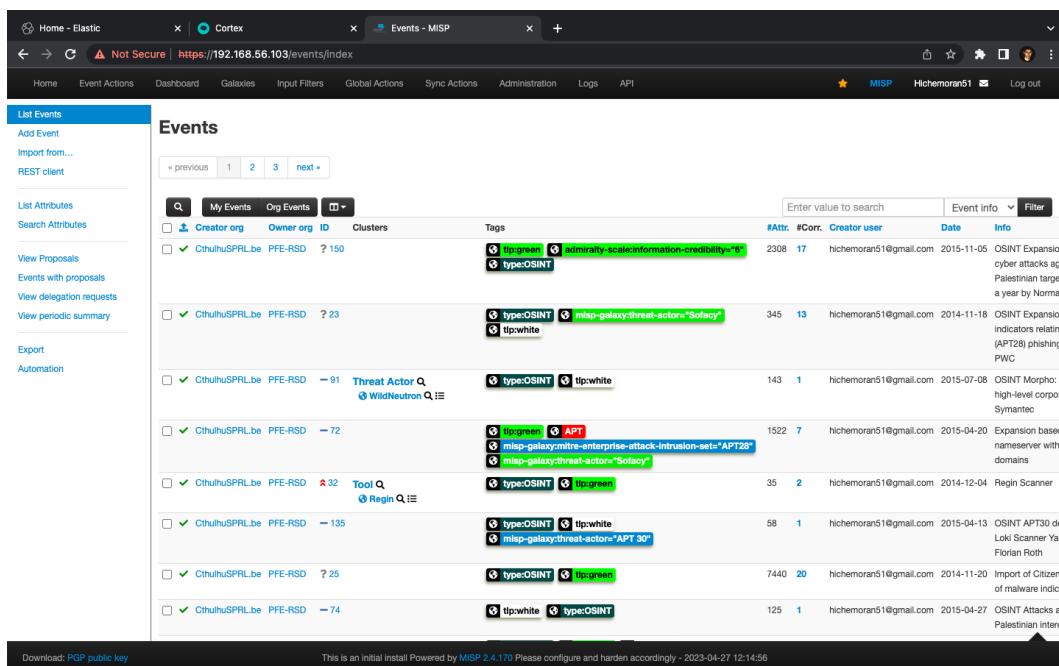 Home - Elastic
Cortex
Events - MISP
Not Secure | https://192.168.56.103/events/index
Home Event Actions Dashboard Galaxies Input Filters Global Actions Sync Actions Administration Logs API MISP Hichemoran51 Log out
List Events
Add Event
Import from...
REST client
List Attributes
Search Attributes
View Proposals
Events with proposals
View delegation requests
View periodic summary
Export
Automation
Events
« previous 1 2 3 next »
My Events Org Events Enter value to search Event info Filter
Creator org Owner org ID Clusters Tags #Attr. #Corr. Creator user Date Info
CthulhuSPRL.be PFE-RSD ? 150 tlp:green admiralty-scale:information-credibility="6" 2308 17 hichemoran51@gmail.com 2015-11-05 OSINT Expansio
type:OSINT cyber attacks ag
Palestinian targe
a year by Norma
CthulhuSPRL.be PFE-RSD ? 23 type:OSINT misp-galaxy:threat-actor="Sofacy" 345 13 hichemoran51@gmail.com 2014-11-18 OSINT Expansio
tlp:white indicators relatin
(APT28) phishing
PWC
CthulhuSPRL.be PFE-RSD 91 Threat Actor type:OSINT tlp:white 143 1 hichemoran51@gmail.com 2015-07-08 OSINT Morpho:
WildNeutron high-level corpo
Symantec
CthulhuSPRL.be PFE-RSD 72 tlp:green APT 1522 7 hichemoran51@gmail.com 2015-04-20 Expansion base
misp-galaxy:mitre-enterprise-attack-intrusion-set="APT28" nameserver with
misp-galaxy:threat-actor="Sofacy" domains
CthulhuSPRL.be PFE-RSD 32 Tool type:OSINT tlp:green 35 2 hichemoran51@gmail.com 2014-12-04 Regin Scanner
Regin
CthulhuSPRL.be PFE-RSD 135 type:OSINT tlp:white 58 1 hichemoran51@gmail.com 2015-04-13 OSINT APT30 de
misp-galaxy:threat-actor="APT 30" Loki Scanner Ya
Florian Roth
CthulhuSPRL.be PFE-RSD ? 25 type:OSINT tlp:green 7440 20 hichemoran51@gmail.com 2014-11-20 Import of Citizen
of malware indic
CthulhuSPRL.be PFE-RSD 74 tlp:white type:OSINT 125 1 hichemoran51@gmail.com 2015-04-27 OSINT Attacks a
Palestinian intere
Download: PGP public key This is an initial install Powered by MISP 2.4.170 Please configure and harden accordingly - 2023-04-27 12:14:56